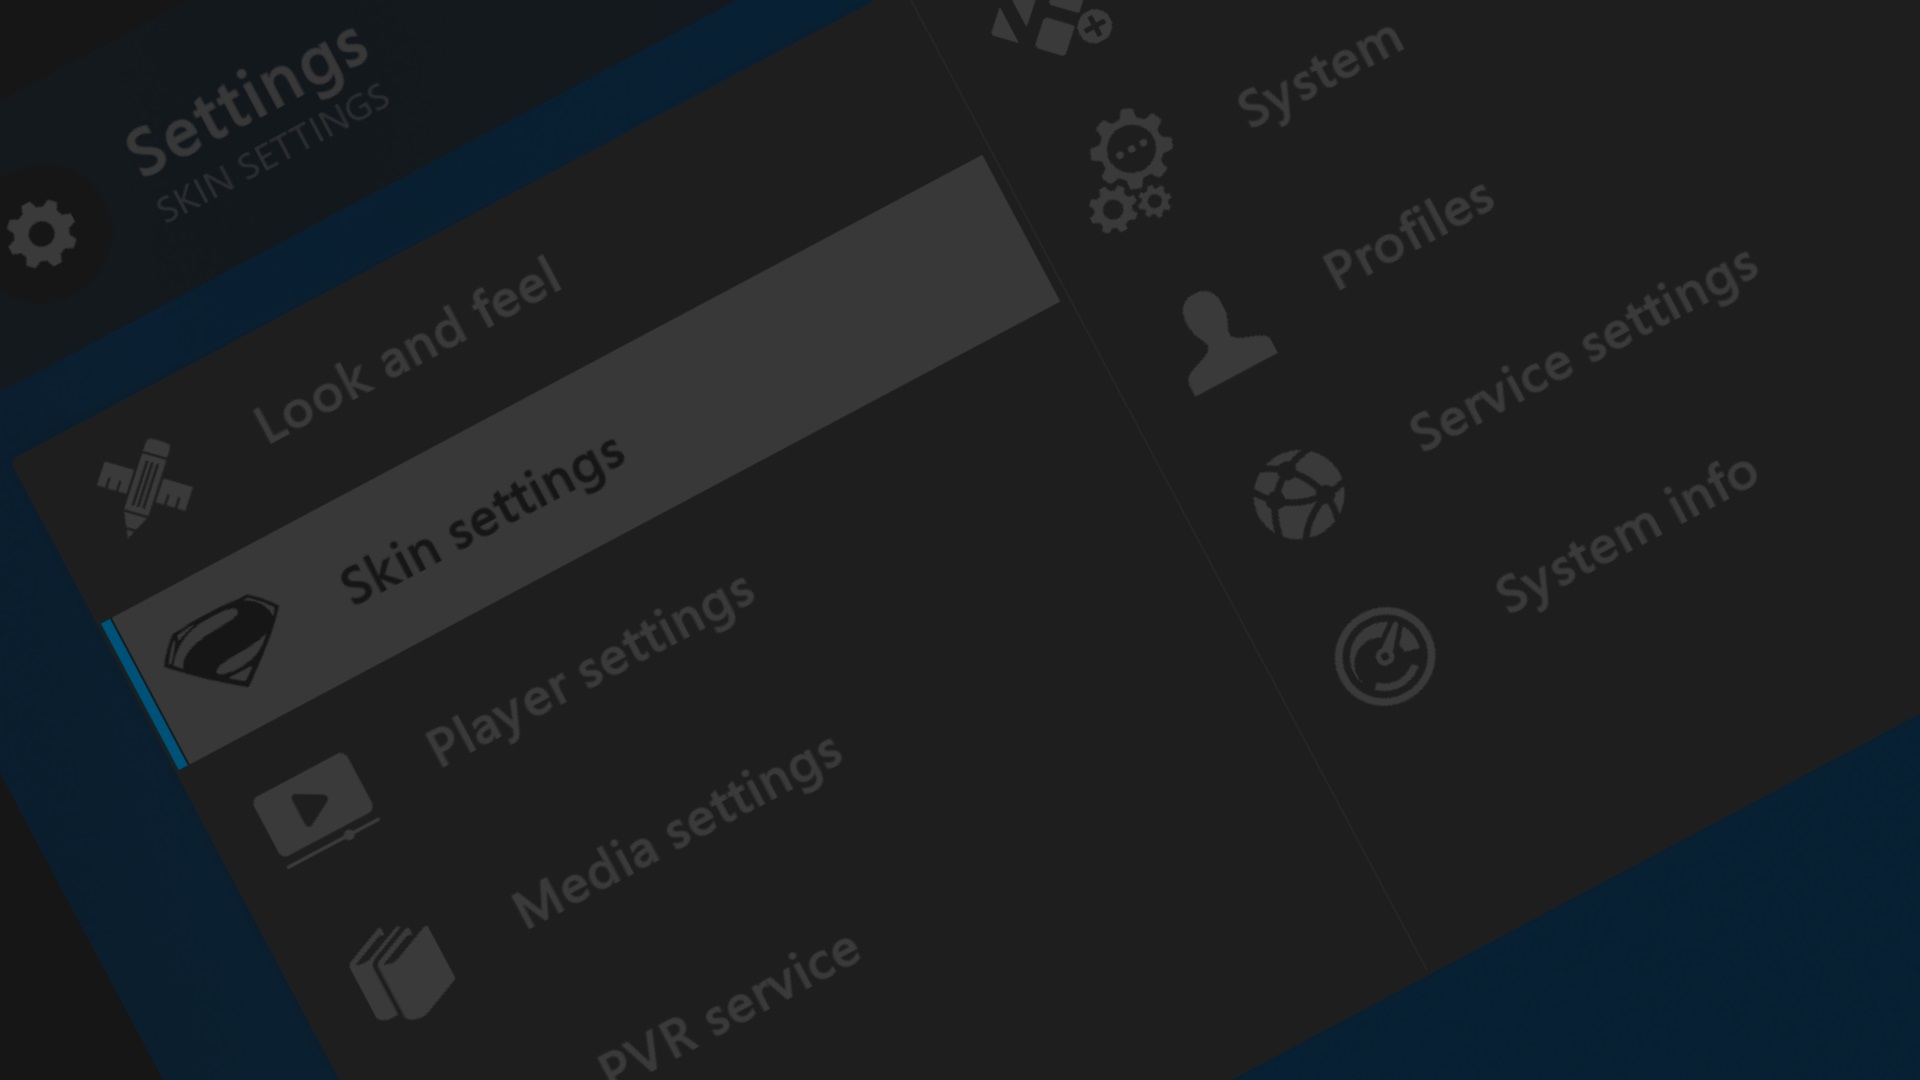 Settings
SKIN SETTINGS
Look and feel
Skin settings
Player settings
Media settings
PVR service
System
Profiles
Service settings
System info